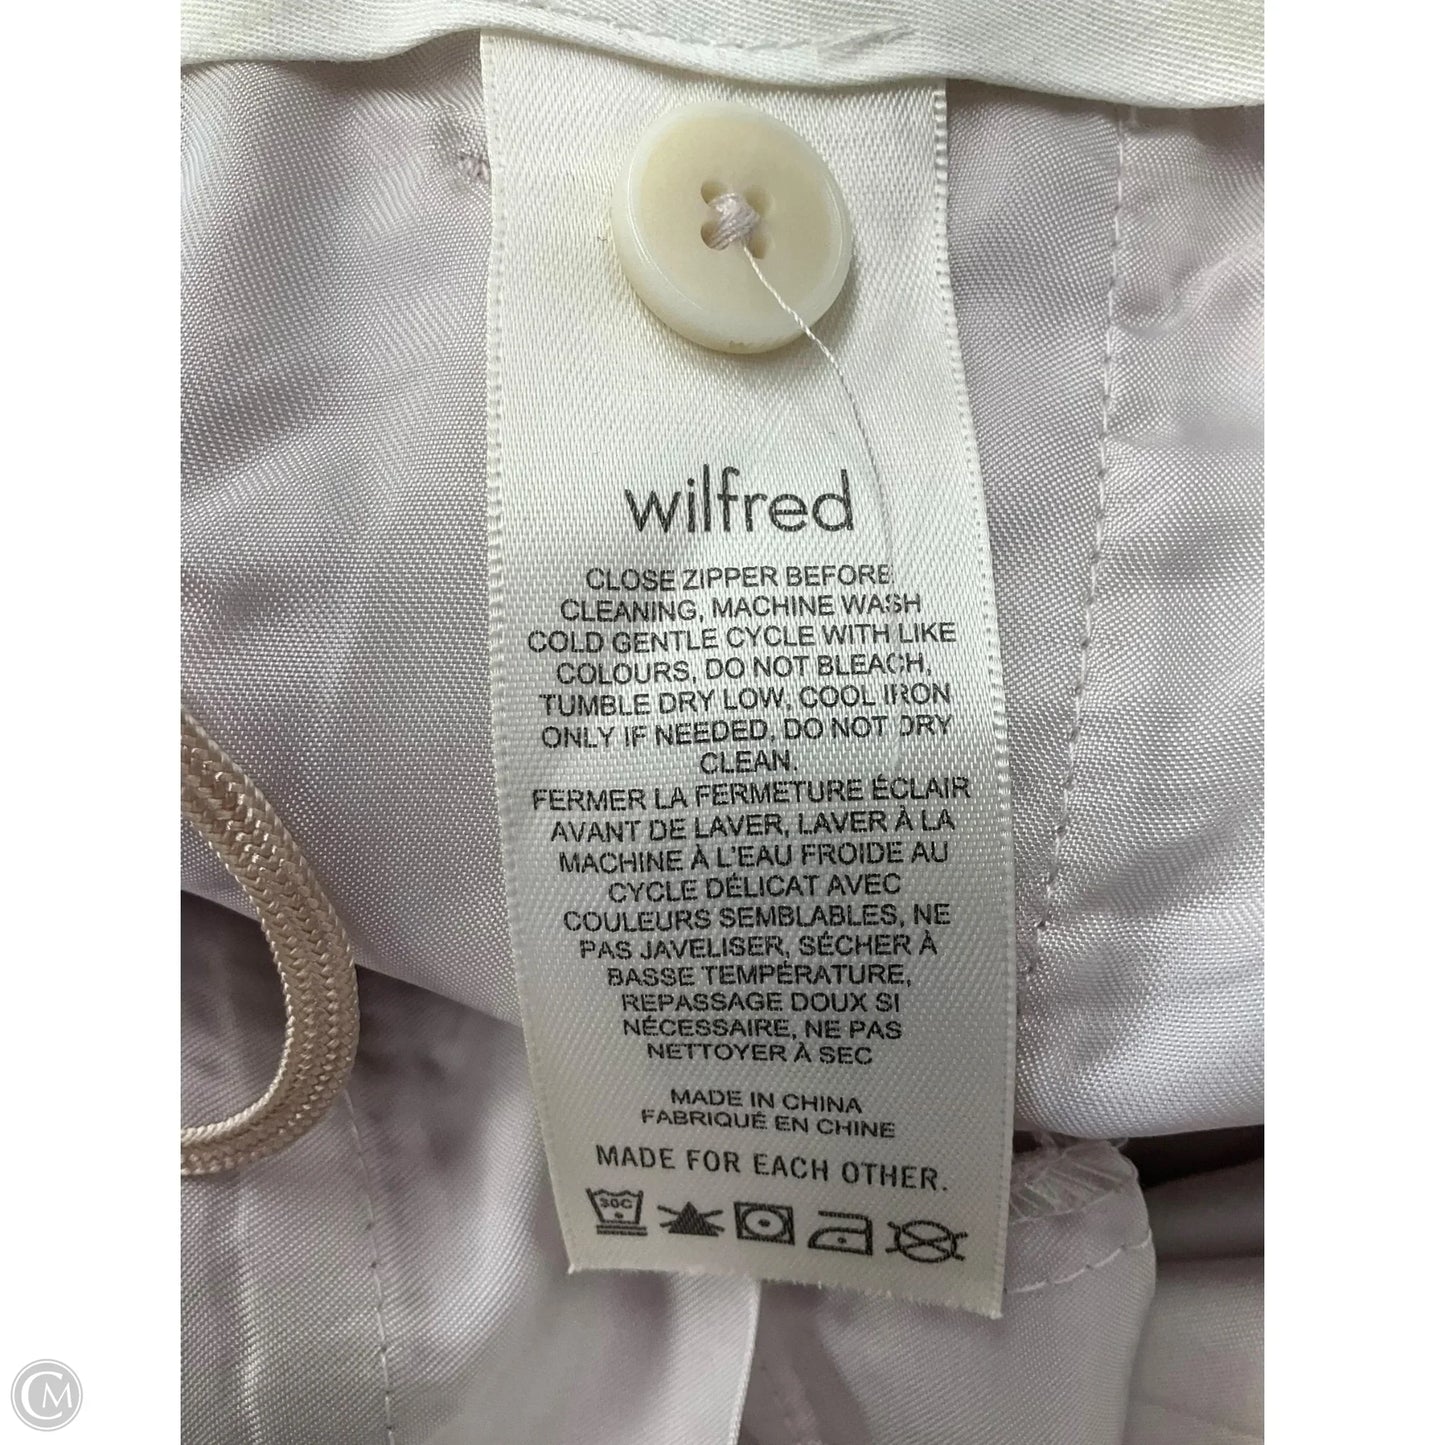 wilfred
CLOSE ZIPPER BEFORE
CLEANING, MACHINE WASH
COLD GENTLE CYCLE WITH LIKE
COLOURS, DO NOT BLEACH,
TUMBLE DRY LOW, COOL IRON
ONLY IF NEEDED, DO NOT DRY
CLEAN.
FERMER LA FERMETURE ÉCLAIR
AVANT DE LAVER, LAVER À LA
MACHINE À L'EAU FROIDE AU
CYCLE DÉLICAT AVEC
COULEURS SEMBLABLES, NE
PAS JAVELISER, SÉCHER À
BASSE TEMPÉRATURE,
REPASSAGE DOUX SI
NÉCESSAIRE, NE PAS
NETTOYER À SEC
MADE IN CHINA
FABRIQUÉ EN CHINE
MADE FOR EACH OTHER.
30C
CM